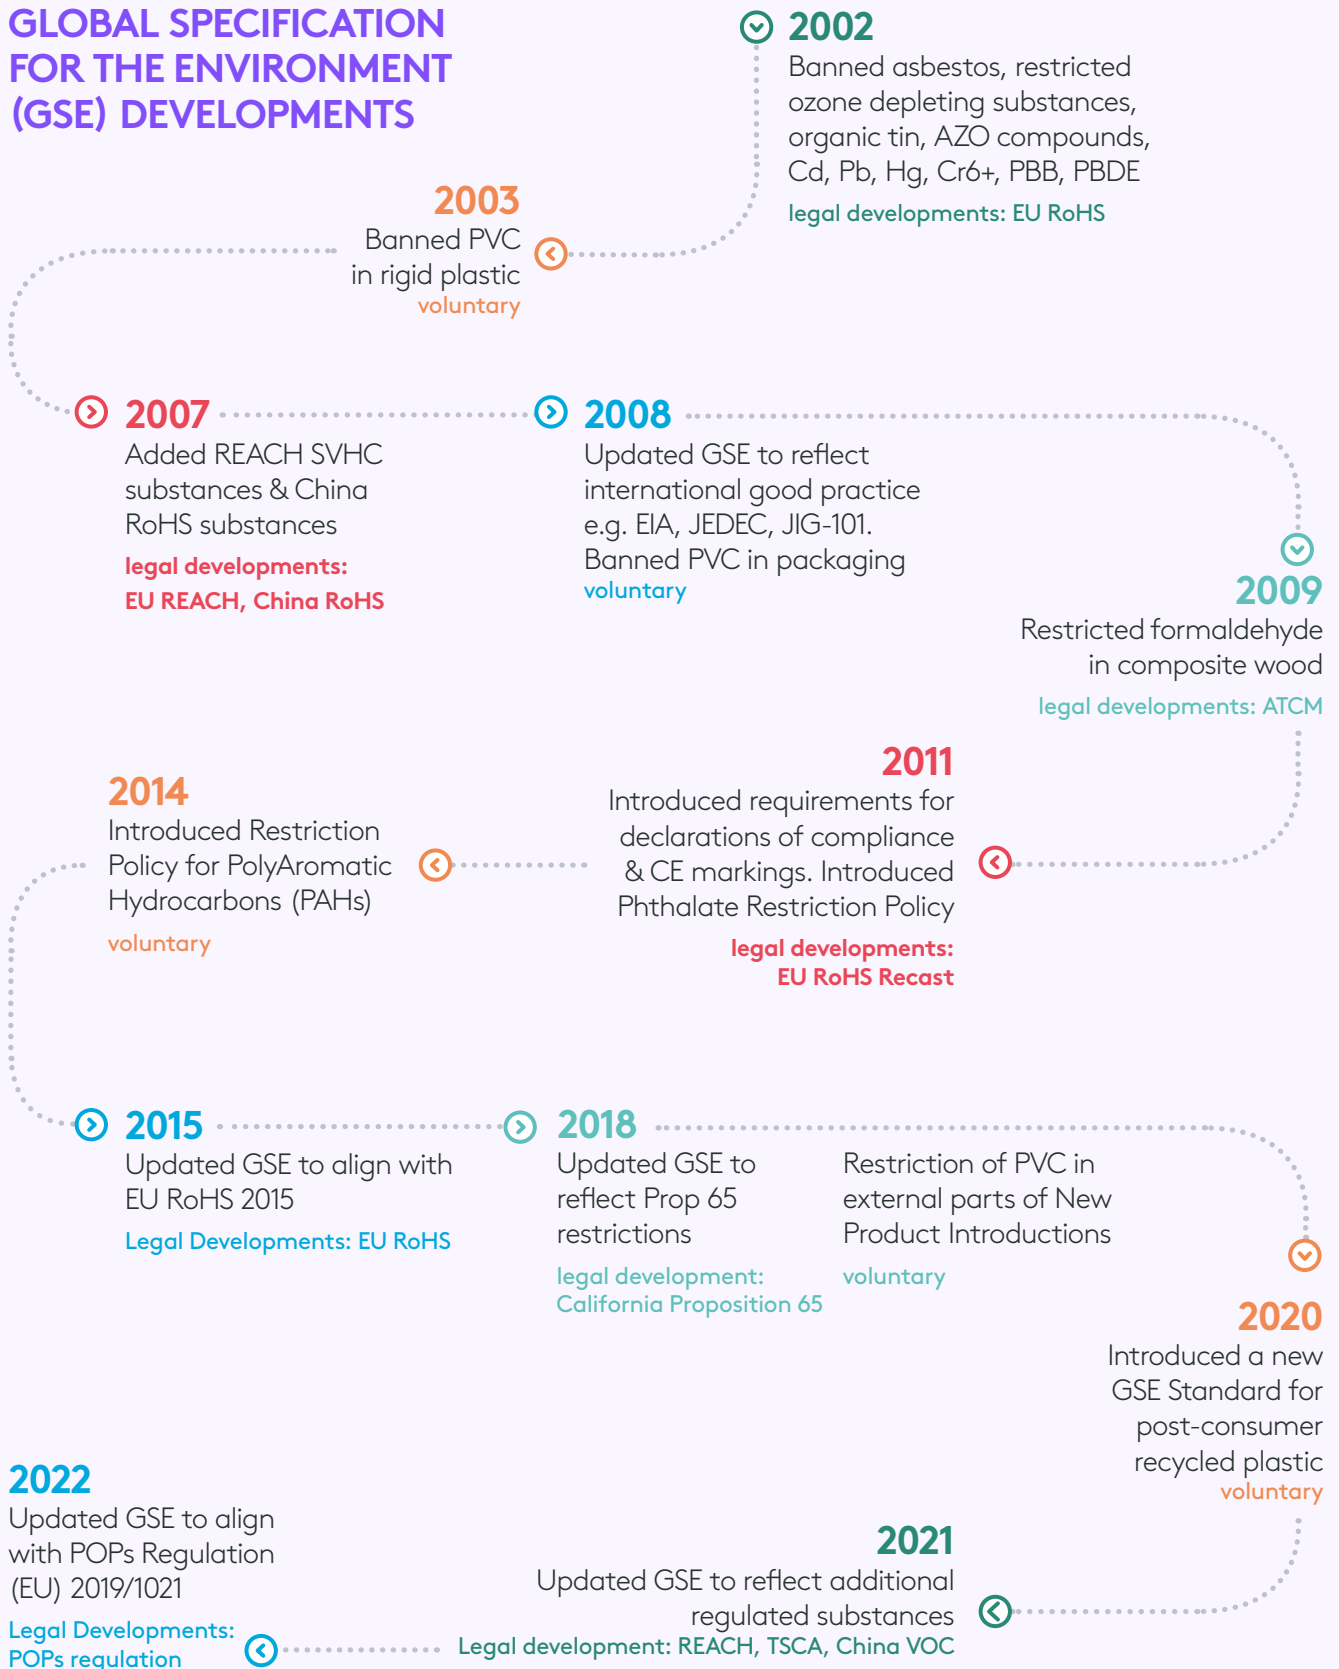 GLOBAL SPECIFICATION
FOR THE ENVIRONMENT
(GSE) DEVELOPMENTS
2002
Banned asbestos, restricted
ozone depleting substances,
organic tin, AZO compounds,
Cd, Pb, Hg, Cr6+, PBB, PBDE
legal developments: EU RoHS
2003
Banned PVC
in rigid plastic
voluntary
2007
Added REACH SVHC
substances & China
RoHS substances
legal developments:
EU REACH, China RoHS
2008
Updated GSE to reflect
international good practice
e.g. EIA, JEDEC, JIG-101.
Banned PVC in packaging
voluntary
2009
Restricted formaldehyde
in composite wood
legal developments: ATCM
2011
Introduced requirements for
declarations of compliance
& CE markings. Introduced
Phthalate Restriction Policy
legal developments:
EU RoHS Recast
2014
Introduced Restriction
Policy for PolyAromatic
Hydrocarbons (PAHs)
voluntary
2015
Updated GSE to align with
EU RoHS 2015
Legal Developments: EU RoHS
2018
Updated GSE to
reflect Prop 65
restrictions
legal development:
California Proposition 65
Restriction of PVC in
external parts of New
Product Introductions
voluntary
2020
Introduced a new
GSE Standard for
post-consumer
recycled plastic
voluntary
2021
Updated GSE to reflect additional
regulated substances
Legal development: REACH, TSCA, China VOC
2022
Updated GSE to align
with POPs Regulation
(EU) 2019/1021
Legal Developments:
POPs regulation